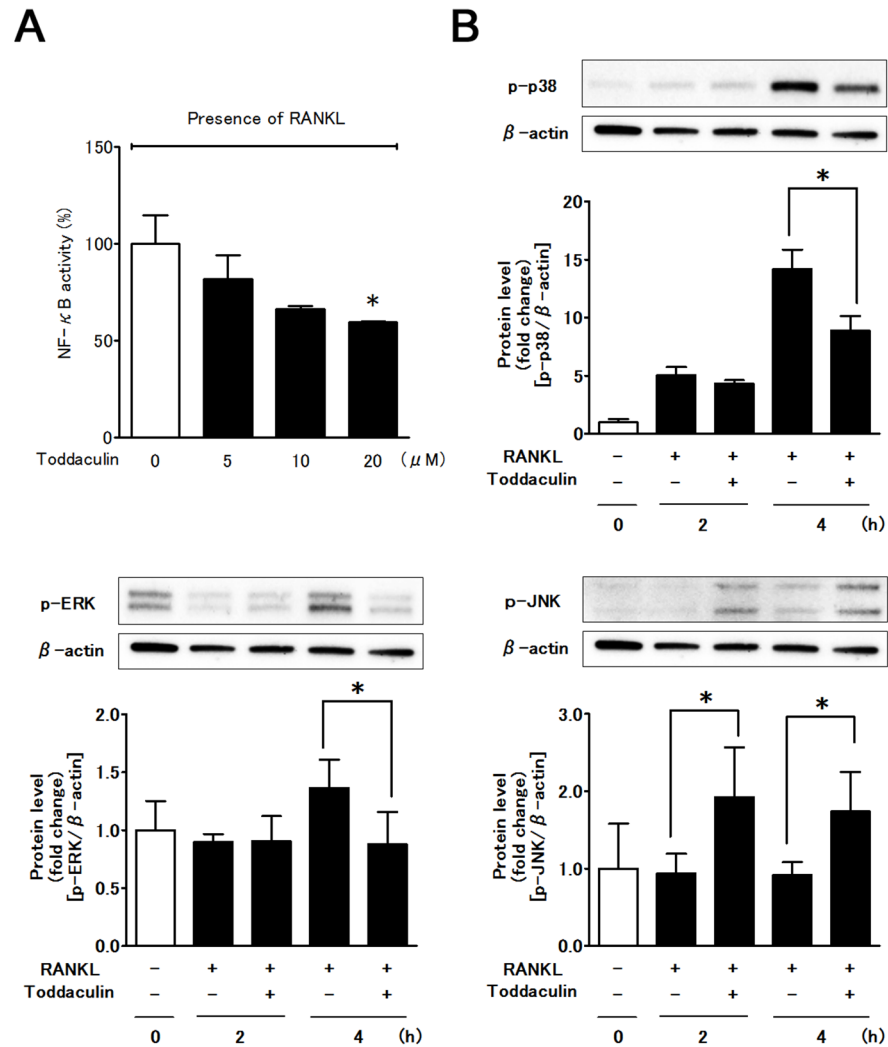 A
Presence of RANKL
NF-κB activity (%)
150
100
50
0
*
Toddaculin 0 5 10 20 (μM)
B
p-p38
β-actin
Protein level
(fold change)
[p-p38/β-actin]
20
15
10
5
0
*
RANKL - + + + +
Toddaculin - - + - +
0 2 4 (h)
p-ERK
β-actin
Protein level
(fold change)
[p-ERK/β-actin]
2.0
1.5
1.0
0.5
0.0
*
RANKL - + + + +
Toddaculin - - + - +
0 2 4 (h)
p-JNK
β-actin
Protein level
(fold change)
[p-JNK/β-actin]
3.0
2.0
1.0
0.0
* *
RANKL - + + + +
Toddaculin - - + - +
0 2 4 (h)